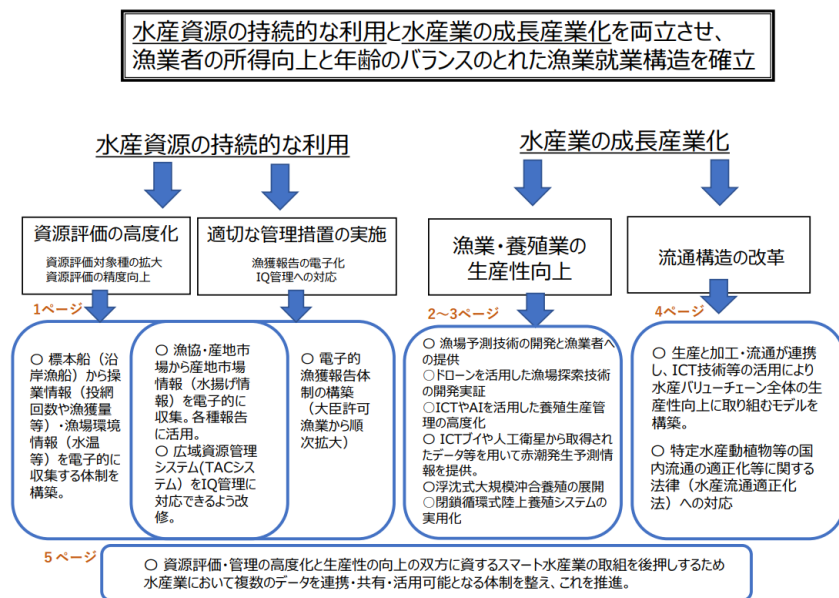 水産資源の持続的な利用と水産業の成長産業化を両立させ、
漁業者の所得向上と年齢のバランスのとれた漁業就業構造を確立
水産資源の持続的な利用
水産業の成長産業化
資源評価の高度化
資源評価対象種の拡大
資源評価の精度向上
適切な管理措置の実施
漁獲報告の電子化
IQ管理への対応
漁業・養殖業の
生産性向上
流通構造の改革
1ページ
〇 標本船（沿
岸漁船）から操
業情報（投網
回数や漁獲量
等）・漁場環境
情報（水温
等）を電子的に
収集する体制を
構築。
〇 漁協・産地市
場から産地市場
情報（水揚げ情
報）を電子的に
収集。各種報告
に活用。
〇 広域資源管理
システム(TACシス
テム）をIQ管理に
対応できるよう改
修。
〇 電子的
漁獲報告体
制の構築
（大臣許可
漁業から順
次拡大）
2～3ページ
〇 漁場予測技術の開発と漁業者へ
の提供
○ドローンを活用した漁場探索技術の
開発実証
○ICTやAIを活用した養殖生産管
理の高度化
〇 ICTブイや人工衛星から取得され
たデータ等を用いて赤潮発生予測情
報を提供。
○浮沈式大規模沖合養殖の展開
○閉鎖循環式陸上養殖システムの
実用化
4ページ
〇 生産と加工・流通が連携
し、ICT技術等の活用により
水産バリューチェーン全体の生
産性向上に取り組むモデルを
構築。
〇 特定水産動植物等の国
内流通の適正化等に関する
法律（水産流通適正化
法）への対応
5 ページ
〇 資源評価・管理の高度化と生産性の向上の双方に資するスマート水産業の取組を後押しするため
水産業において複数のデータを連携・共有・活用可能となる体制を整え、これを推進。